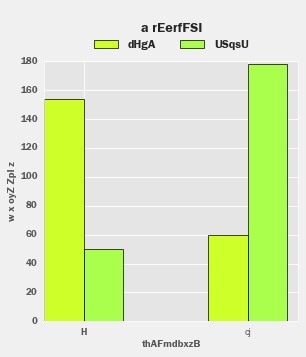 a rEerfFSI
dHgA USqsU
180
160
140
120
100
80
60
40
20
0
w x oyZ Zpl z
H cj
thAFmdbxzB